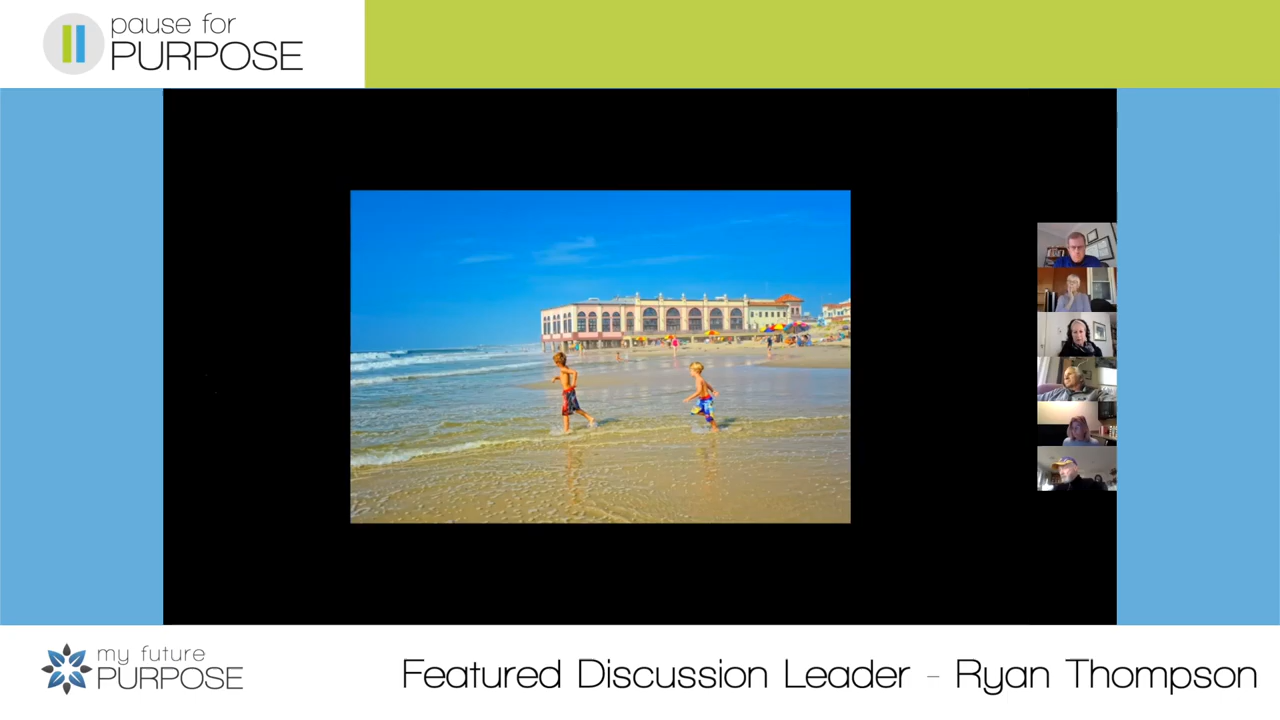 pause for
PURPOSE
my future
PURPOSE
Featured Discussion Leader - Ryan Thompson